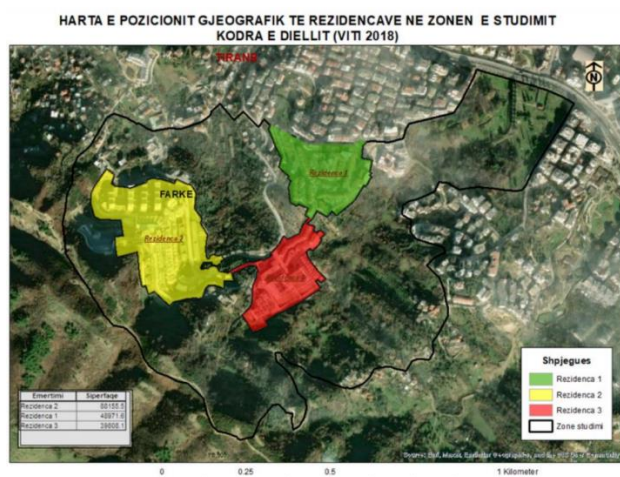 HARTA E POZICIONIT GJEOGRAFIK TE REZIDENCAVE NE ZONEN E STUDIMIT
KODRA E DIELLIT (VITI 2018)
TIRANE
N
Rezidenca
FARKE
Rezidenca 2
Shpjegues
Rezidenca 1
Rezidenca 2
Rezidenca 3
Zone studimi
Emertimi Siperfaqe
Rezidenca 2
Rezidenca 1
Rezidenca 3
0 0.25 0.5 1 Kilometer